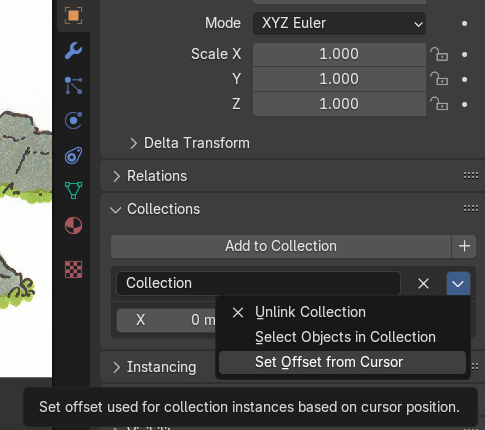 Mode XYZ Euler
Scale X 1.000
Y 1.000
Z 1.000
Delta Transform
Relations
Collections
Add to Collection
Collection
Unlink Collection
X 0 m
Select Objects in Collection
Set Offset from Cursor
Instancing
Set offset used for collection instances based on cursor position.